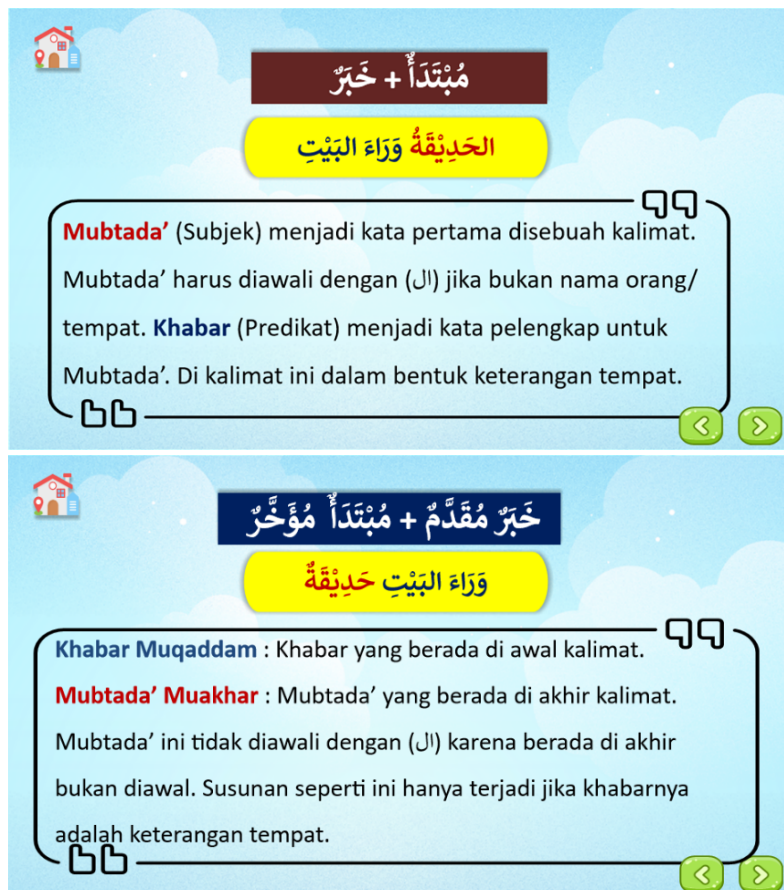 مُبْتَدَأٌ + خَبَرٌ
الحَدِيْقَةُ وَرَاءَ البَيْتِ
Mubtada’ (Subjek) menjadi kata pertama disebuah kalimat.
Mubtada’ harus diawali dengan (ال) jika bukan nama orang/
tempat. Khabar (Predikat) menjadi kata pelengkap untuk
Mubtada’. Di kalimat ini dalam bentuk keterangan tempat.
خَبَرٌ مُقَدَّمٌ + مُبْتَدَأٌ مُؤَخَّرٌ
وَرَاءَ البَيْتِ حَدِيْقَةٌ
Khabar Muqaddam : Khabar yang berada di awal kalimat.
Mubtada’ Muakhar : Mubtada’ yang berada di akhir kalimat.
Mubtada’ ini tidak diawali dengan (ال) karena berada di akhir
bukan diawal. Susunan seperti ini hanya terjadi jika khabarnya
adalah keterangan tempat.